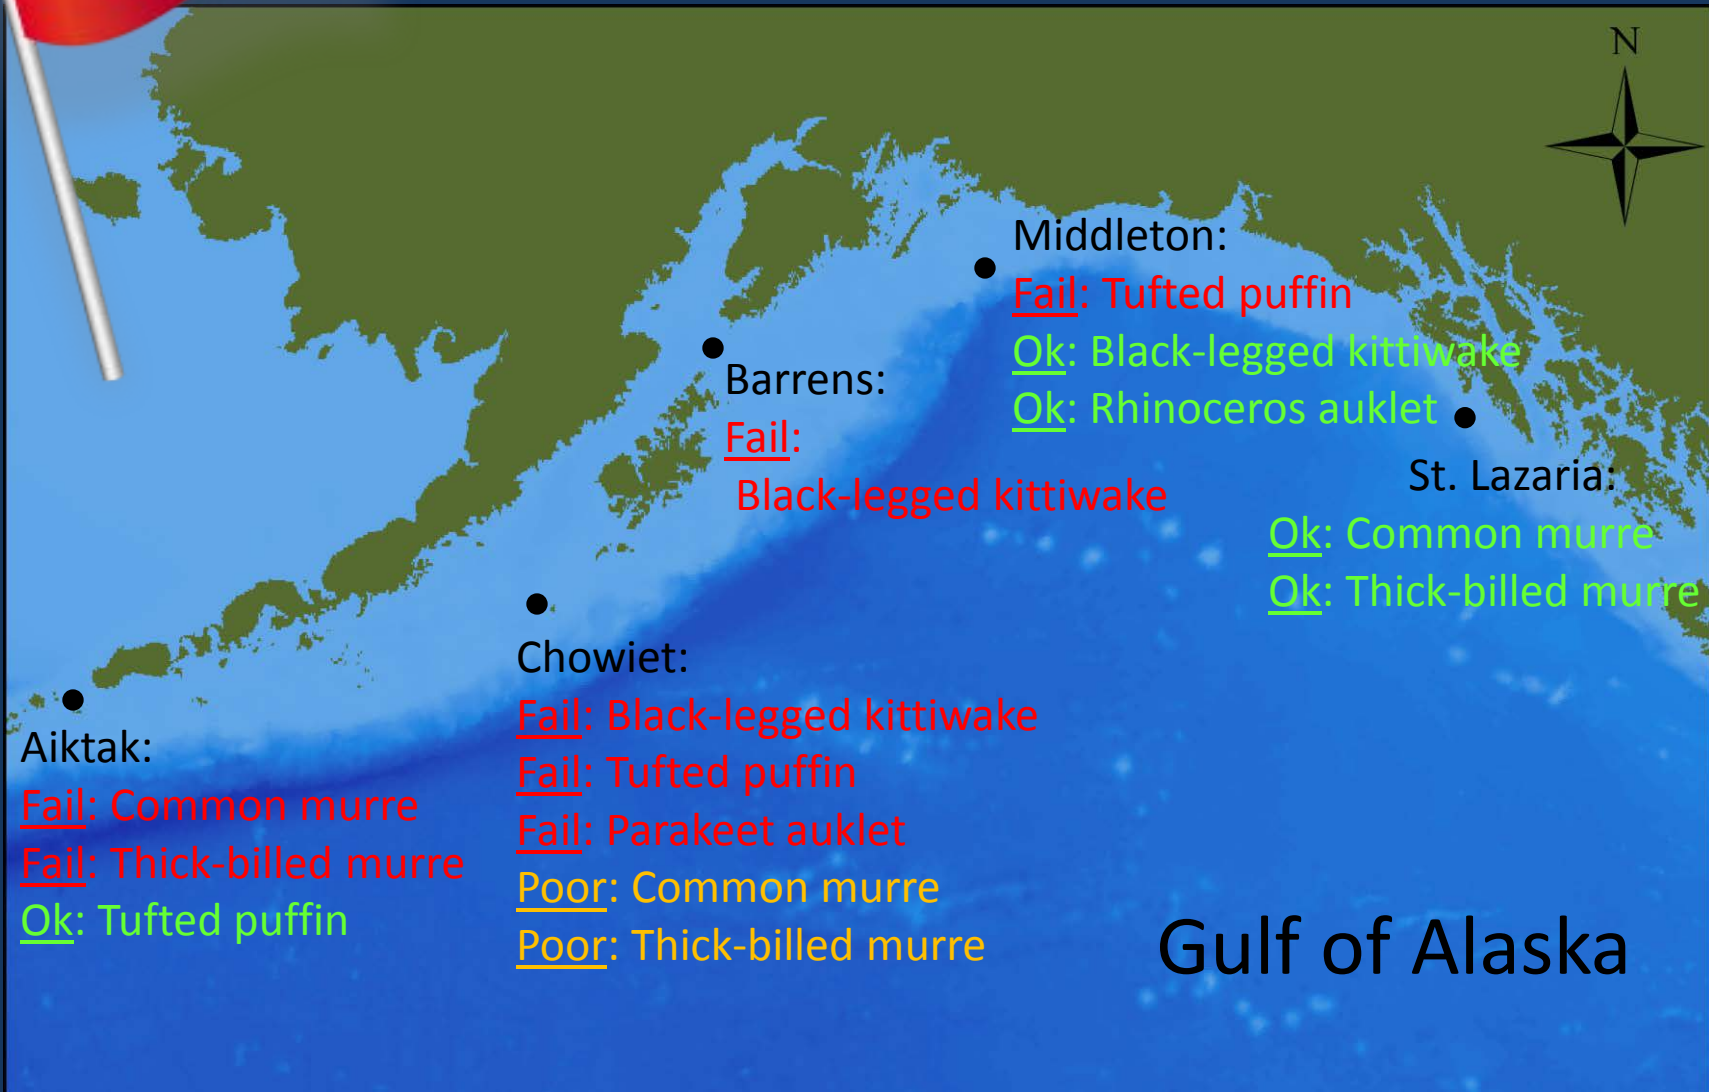 N
Middleton:
Fail: Tufted puffin
Ok: Black-legged kittiwake
Ok: Rhinoceros auklet
Barrens:
Fail:
Black-legged kittiwake
St. Lazaria:
Ok: Common murre
Ok: Thick-billed murre
Chowiet:
Fail: Black-legged kittiwake
Fail: Tufted puffin
Fail: Parakeet auklet
Poor: Common murre
Poor: Thick-billed murre
Aiktak:
Fail: Common murre
Fail: Thick-billed murre
Ok: Tufted puffin
Gulf of Alaska